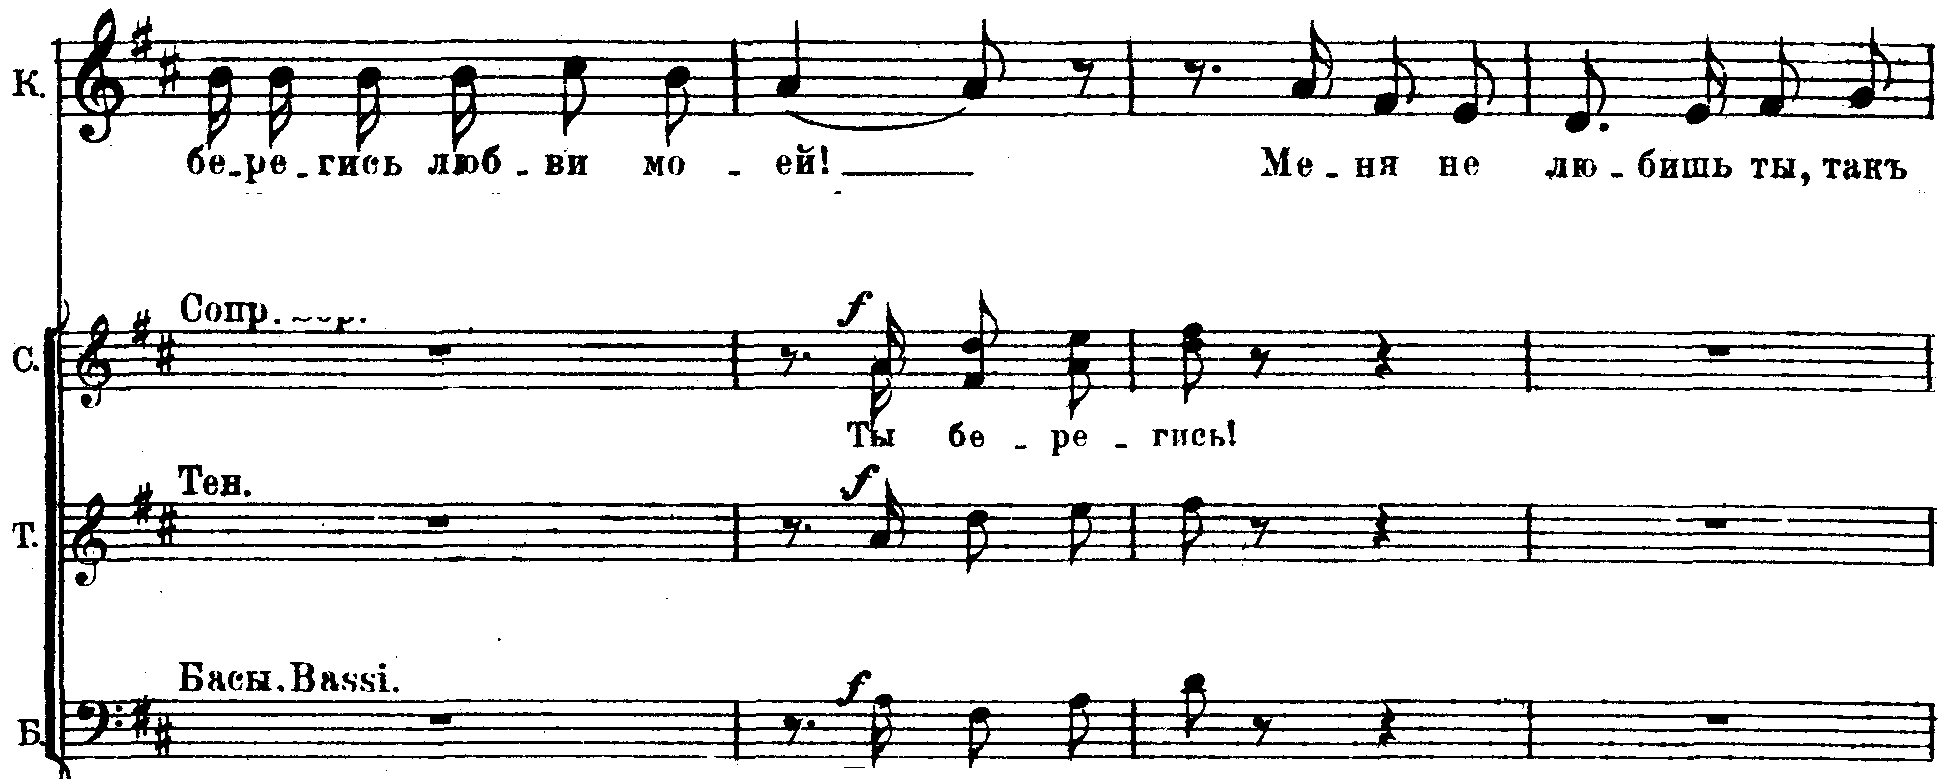 К.
бе-ре-гись люб-ви мо-ей! Ме-ня не лю-бишь ты, такъ
Сопр.
f
С.
Ты бе-ре-гись!
Тен.
f
Т.
Басы. Bassi.
f
Б.